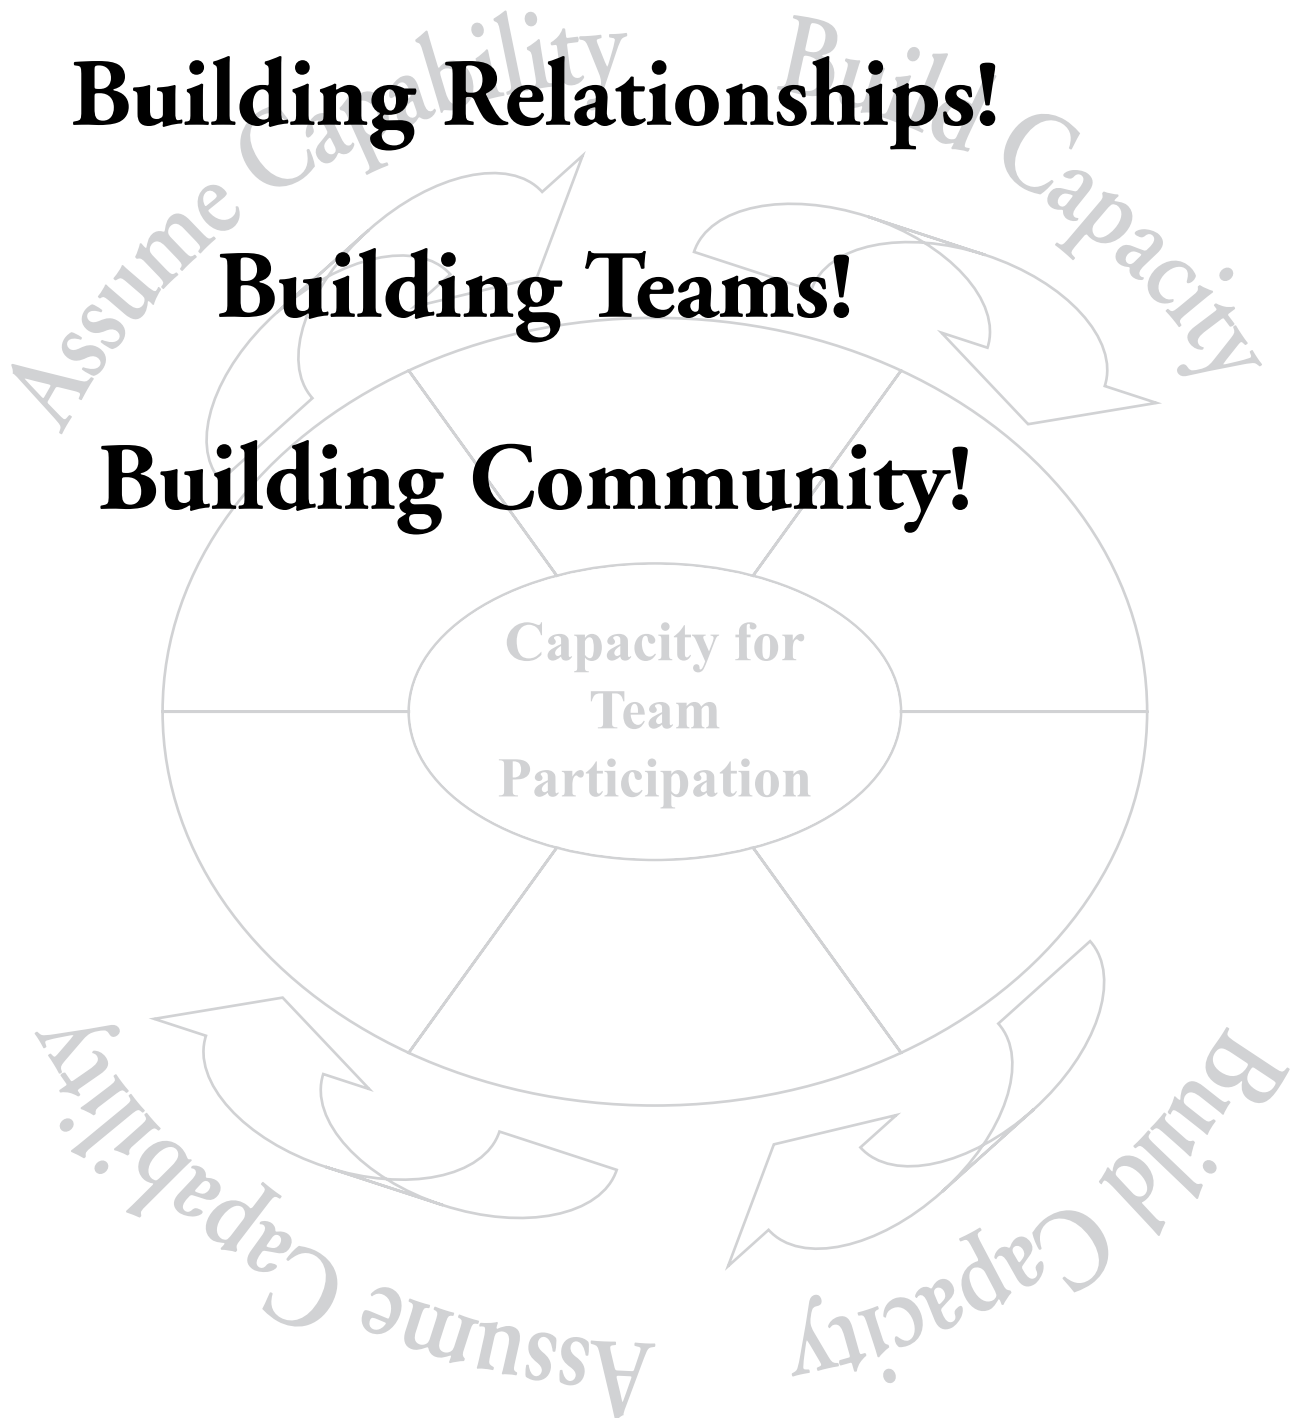 Assume Capability
Build Capacity
Building Relationships!
Building Teams!
Building Community!
Capacity for
Team
Participation
Assume Capability
Build Capacity